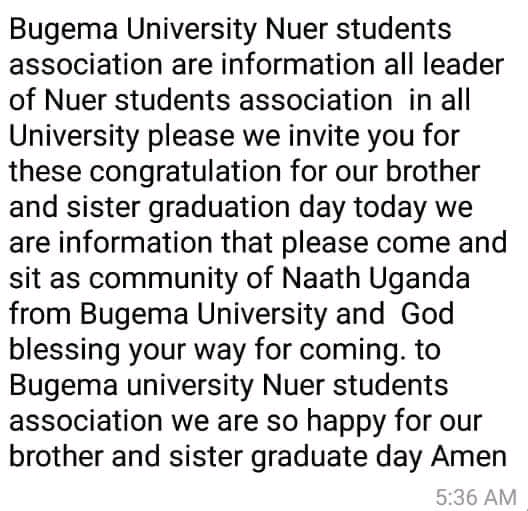 Bugema University Nuer students
association are information all leader
of Nuer students association  in all
University please we invite you for
these congratulation for our brother
and sister graduation day today we
are information that please come and
sit as community of Naath Uganda
from Bugema University and  God
blessing your way for coming. to
Bugema university Nuer students
association we are so happy for our
brother and sister graduate day Amen
5:36 AM